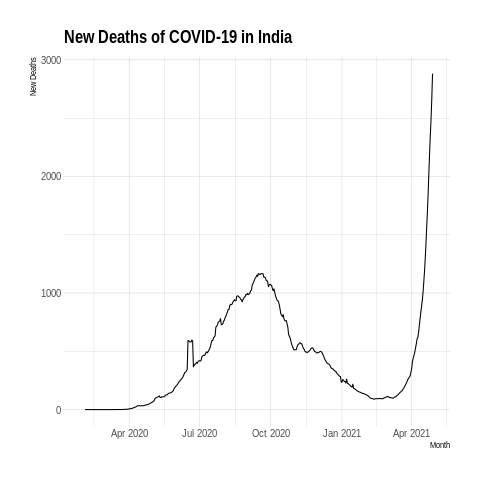 New Deaths of COVID-19 in India
New Deaths
3000
2000
1000
0
Apr 2020 Jul 2020 Oct 2020 Jan 2021 Apr 2021
Month